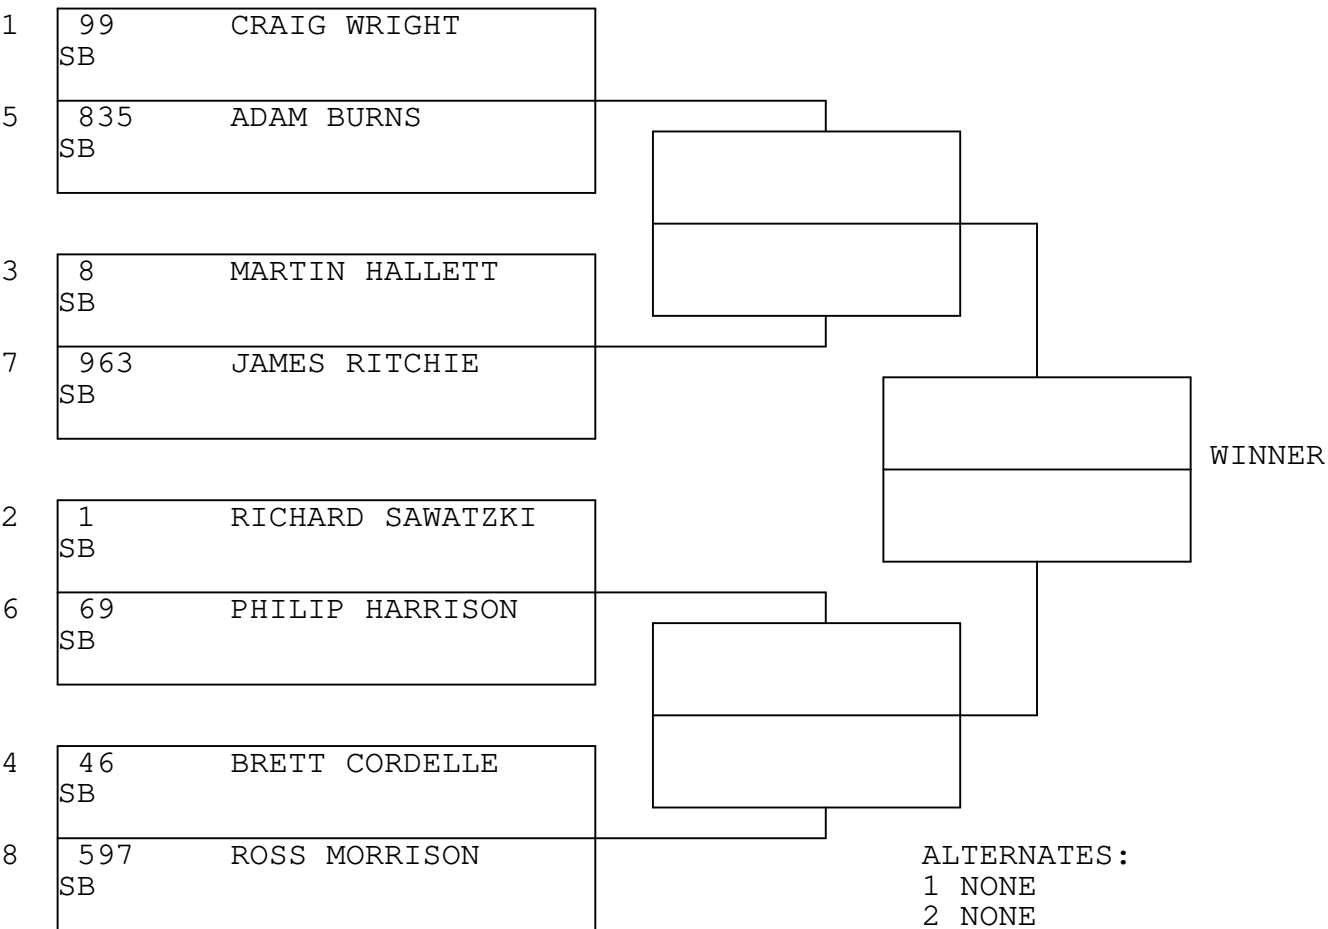 1 99 CRAIG WRIGHT
SB
5 835 ADAM BURNS
SB
3 8 MARTIN HALLETT
SB
7 963 JAMES RITCHIE
SB
WINNER
2 1 RICHARD SAWATZKI
SB
6 69 PHILIP HARRISON
SB
4 46 BRETT CORDELLE
SB
8 597 ROSS MORRISON
SB
ALTERNATES:
1 NONE
2 NONE